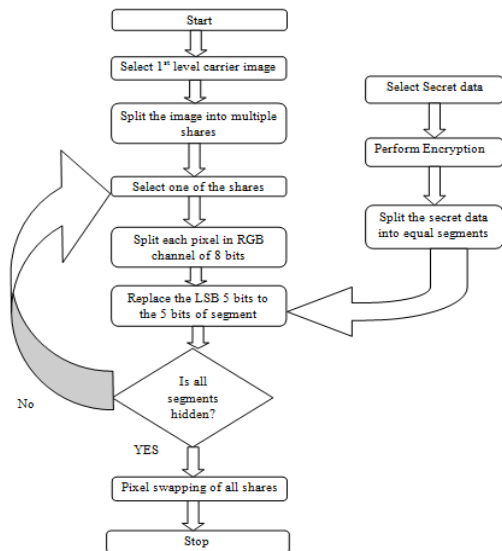 Start
Select 1st level carrier image
Split the image into multiple
shares
Select one of the shares
Split each pixel in RGB
channel of 8 bits
Replace the LSB 5 bits to
the 5 bits of segment
Is all
segments
hidden?
No
YES
Pixel swapping of all shares
Stop
Select Secret data
Perform Encryption
Split the secret data
into equal segments